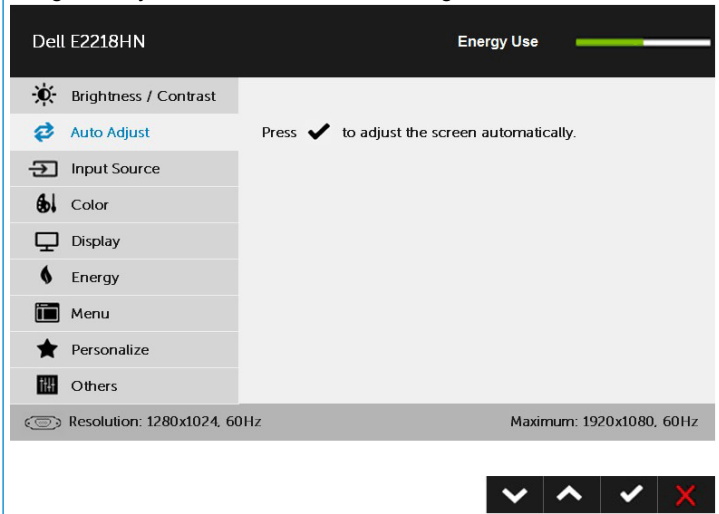 Dell E2218HN Energy Use
Brightness / Contrast
Auto Adjust Press to adjust the screen automatically.
Input Source
Color
Display
Energy
Menu
Personalize
Others
Resolution: 1280x1024, 60Hz Maximum: 1920x1080, 60Hz